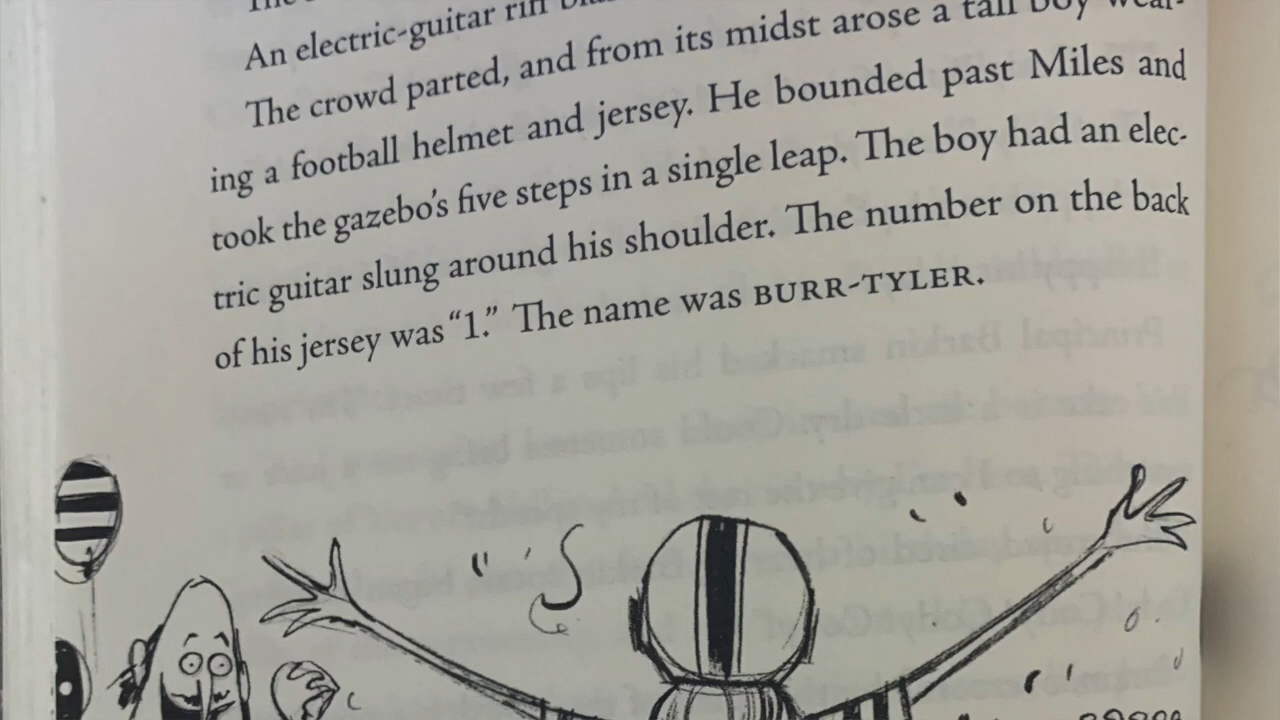 An electric-guitar riff
The crowd parted, and from its midst arose a tall boy wear-
ing a football helmet and jersey. He bounded past Miles and
took the gazebo's five steps in a single leap. The boy had an elec-
tric guitar slung around his shoulder. The number on the back
of his jersey was “1.” The name was BURR-TYLER.